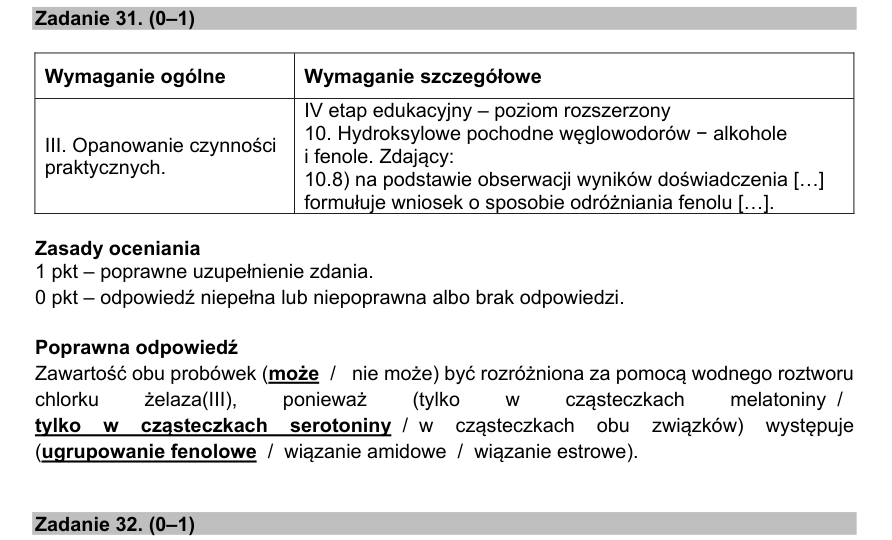 Zadanie 31. (0–1)
Wymaganie ogólne
Wymaganie szczegółowe
III. Opanowanie czynności
praktycznych.
IV etap edukacyjny – poziom rozszerzony
10. Hydroksylowe pochodne węglowodorów − alkohole
i fenole. Zdający:
10.8) na podstawie obserwacji wyników doświadczenia […]
formułuje wniosek o sposobie odróżniania fenolu […].
Zasady oceniania
1 pkt – poprawne uzupełnienie zdania.
0 pkt – odpowiedź niepełna lub niepoprawna albo brak odpowiedzi.
Poprawna odpowiedź
Zawartość obu probówek (może / nie może) być rozróżniona za pomocą wodnego roztworu
chlorku żelaza(III), ponieważ (tylko w cząsteczkach melatoniny /
tylko w cząsteczkach serotoniny / w cząsteczkach obu związków) występuje
(ugrupowanie fenolowe / wiązanie amidowe / wiązanie estrowe).
Zadanie 32. (0–1)